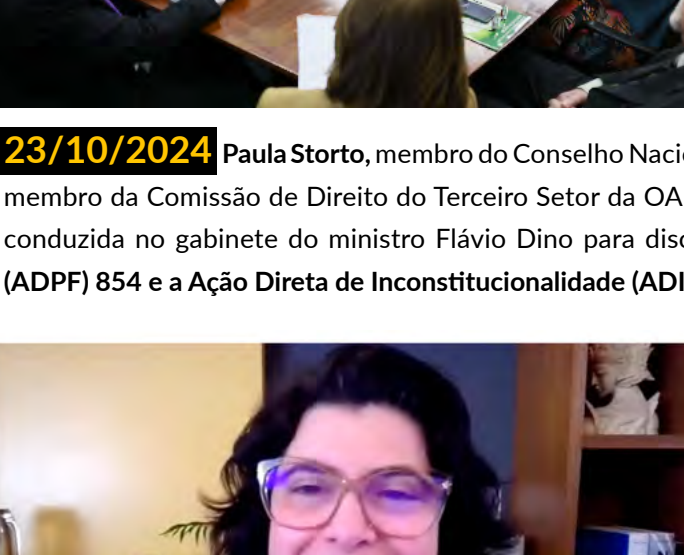 23/10/2024 Paula Storto, membro do Conselho Naci
membro da Comissão de Direito do Terceiro Setor da OA
conduzida no gabinete do ministro Flávio Dino para disc
(ADPF) 854 e a Ação Direta de Inconstitucionalidade (ADI